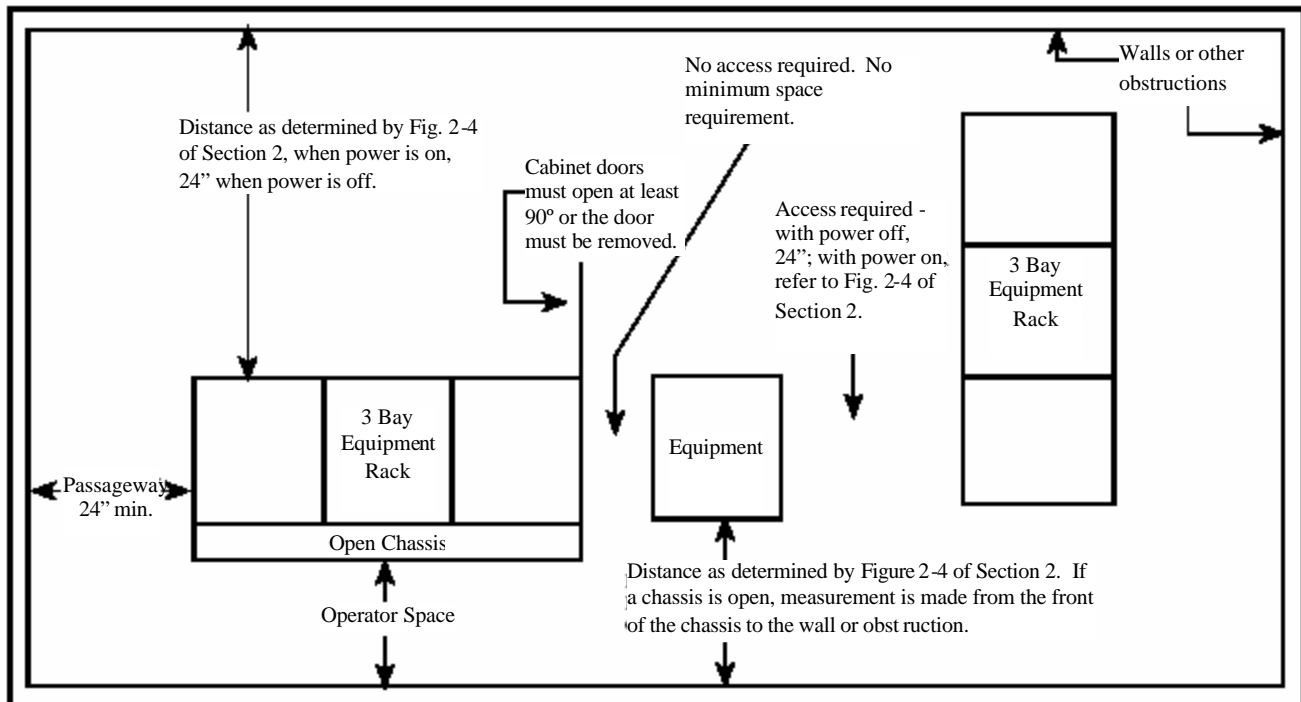 Walls or other
obstructions
No access required.  No
minimum space
requirement.
Distance as determined by Fig. 2-4
of Section 2, when power is on,
24” when power is off.
Cabinet doors
must open at least
90º or the door
must be removed.
Access required -
with power off,
24”; with power on,
refer to Fig. 2-4 of
Section 2.
3 Bay
Equipment
Rack
3 Bay
Equipment
Rack
Equipment
Passageway
24” min.
Open Chassis
Operator Space
Distance as determined by Figure 2-4 of Section 2.  If
a chassis is open, measurement is made from the front
of the chassis to the wall or obst ruction.